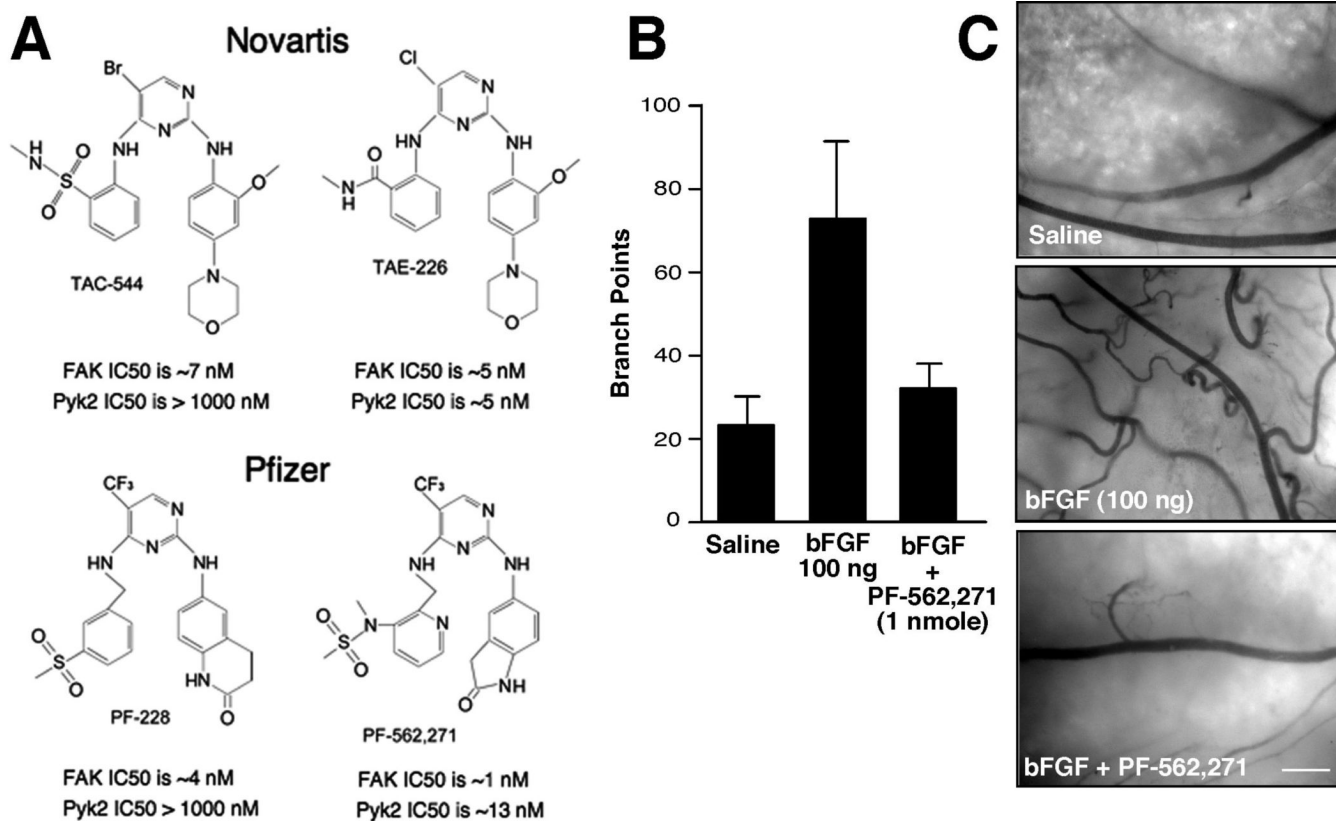 A
Novartis
Br
N
N
NH
NH
N
H
O
S
O
O
N
O
TAC-544
FAK IC50 is ~7 nM
Pyk2 IC50 is > 1000 nM
Cl
N
N
NH
NH
O
N
H
O
N
O
TAE-226
FAK IC50 is ~5 nM
Pyk2 IC50 is ~5 nM
Pfizer
CF₃
N
N
NH
NH
O
S
O
NH
O
PF-228
FAK IC50 is ~4 nM
Pyk2 IC50 > 1000 nM
CF₃
N
N
NH
NH
O
S
O
N
N
O
NH
PF-562,271
FAK IC50 is ~1 nM
Pyk2 IC50 is ~13 nM
B
Branch Points
100
80
60
40
20
0
Saline
bFGF
100 ng
bFGF
+
PF-562,271
(1 nmole)
C
Saline
bFGF (100 ng)
bFGF + PF-562,271